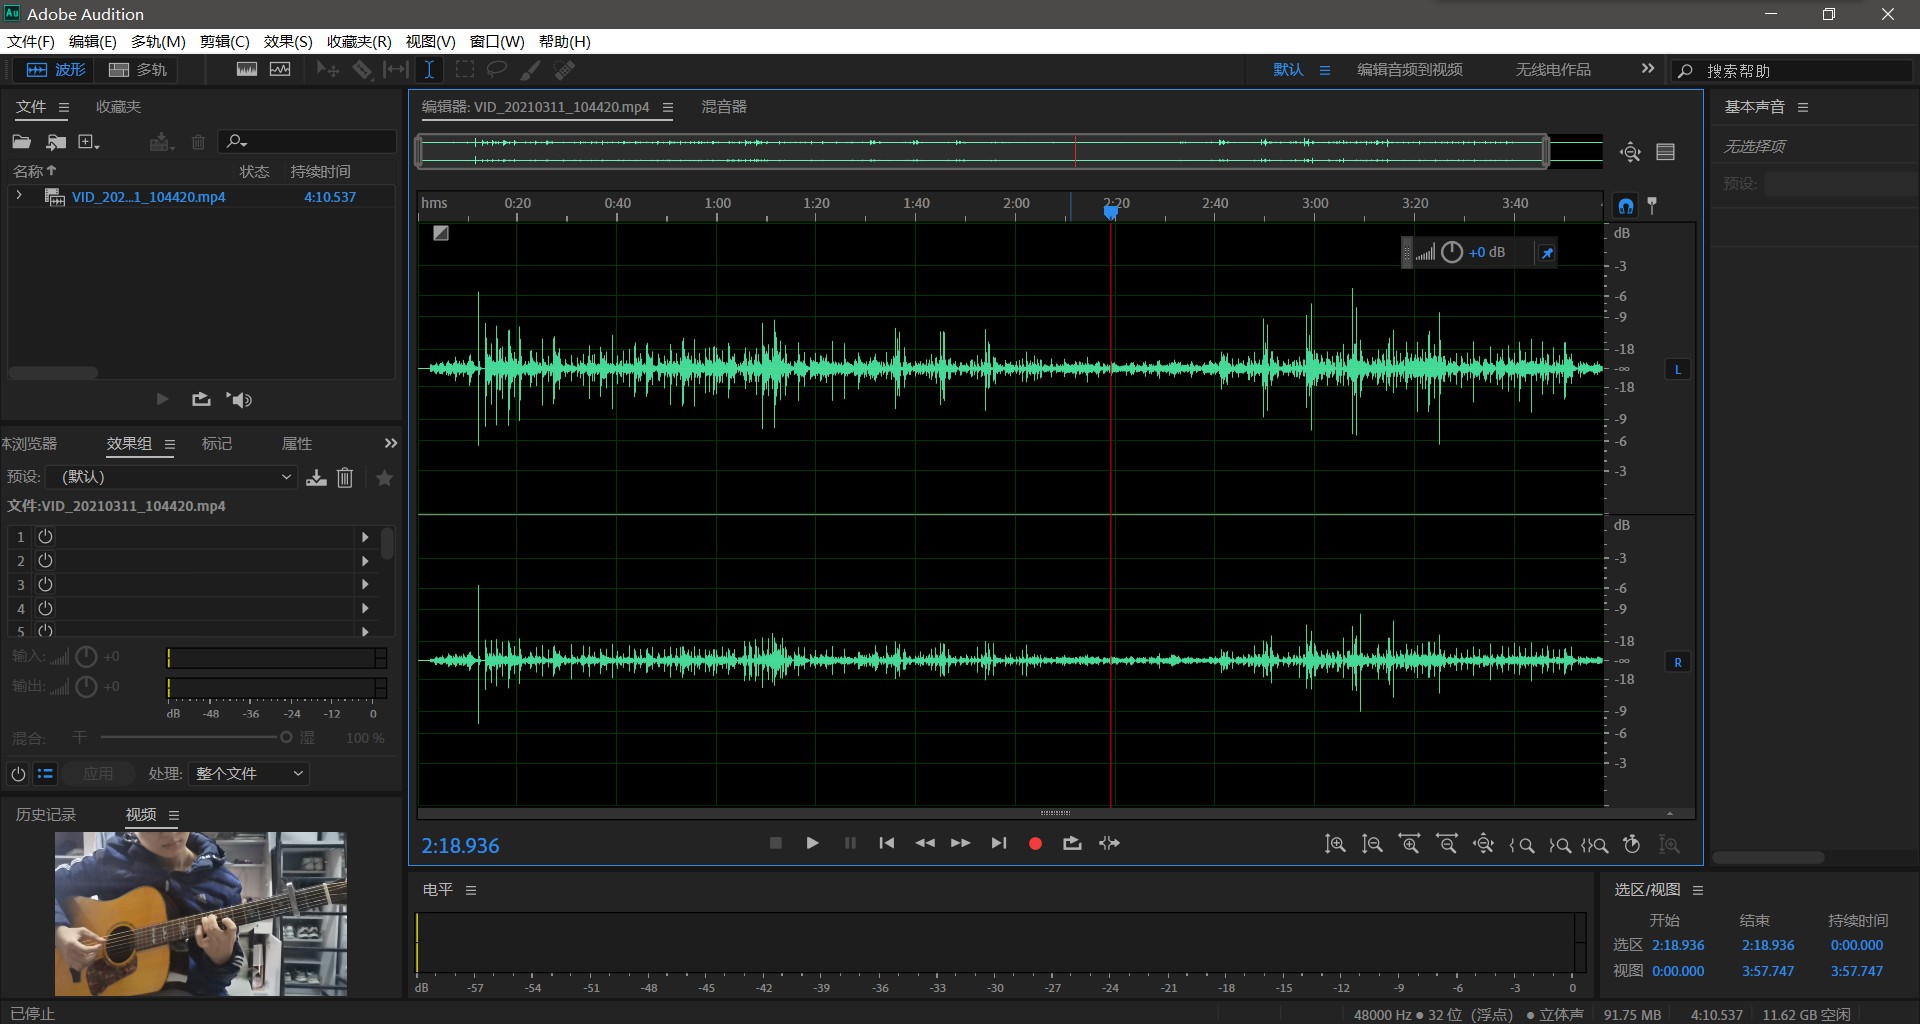 Au Adobe Audition
文件(F) 编辑(E) 多轨(M) 剪辑(C) 效果(S) 收藏夹(R) 视图(V) 窗口(W) 帮助(H)
波形 多轨 默认 编辑音频到视频 无线电作品 搜索帮助
文件 收藏夹
名称 状态 持续时间
VID_202...1_104420.mp4 4:10.537
本浏览器 效果组 标记 属性
预设: (默认)
文件:VID_20210311_104420.mp4
1
2
3
4
5
输入: +0
输出: +0
dB -48 -36 -24 -12 0
混合: 干 湿 100 %
应用 处理: 整个文件
历史记录 视频
编辑器: VID_20210311_104420.mp4 混音器
hms 0:20 0:40 1:00 1:20 1:40 2:00 2:20 2:40 3:00 3:20 3:40
+0 dB
dB
-3
-6
-9
-18
-∞
-18
-9
-6
-3
L
dB
-3
-6
-9
-18
-∞
-18
-9
-6
-3
R
2:18.936
电平
dB -57 -54 -51 -48 -45 -42 -39 -36 -33 -30 -27 -24 -21 -18 -15 -12 -9 -6 -3 0
基本声音
无选择项
预设:
选区/视图
开始 结束 持续时间
选区 2:18.936 2:18.936 0:00.000
视图 0:00.000 3:57.747 3:57.747
已停止 48000 Hz ● 32 位 (浮点) ● 立体声 91.75 MB 4:10.537 11.62 GB 空闲